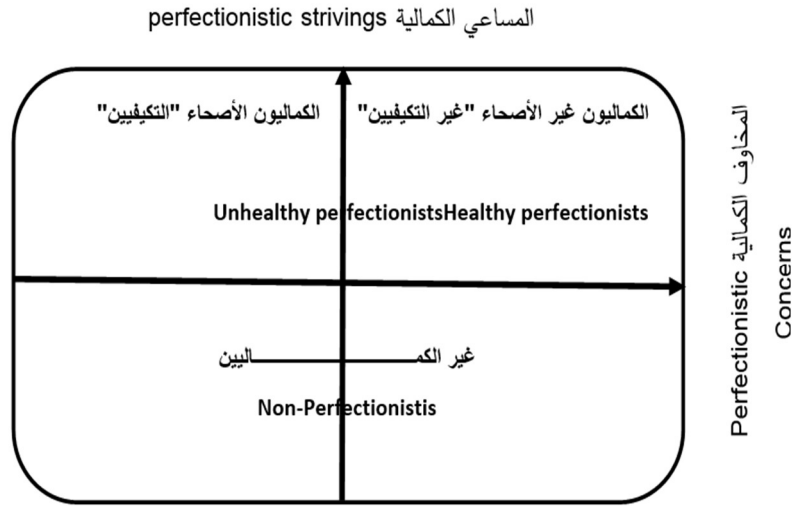 perfectionistic strivings المساعي الكمالية
الكماليون غير الأصحاء "غير التكيفيين"
الكماليون الأصحاء "التكيفيين"
Unhealthy perfectionistsHealthy perfectionists
غير الكمـــــــــــاليين
Non-Perfectionistis
Perfectionistic المخاوف الكمالية
Concerns